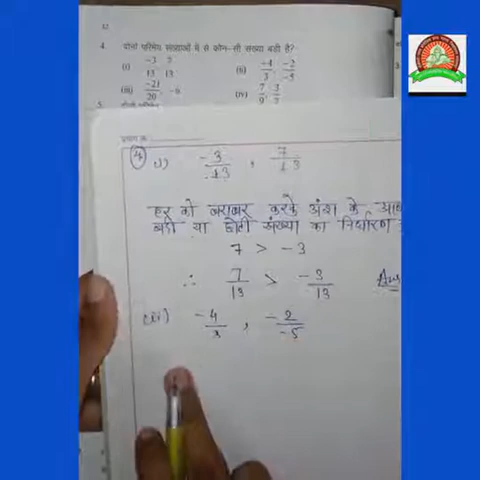 4. दोनों परिमेय संख्याओं में से कौन-सी संख्या बड़ी है?
(i) -3/13, 7/13 (ii) -4/3, -2/-5
(iii) -21/20, -6 (iv) 7/9, 3/
5.
4 i) -3/13 , 7/13
हर को बराबर करके अंश के
बडी या छोटी संख्या का निर्धारण
7 > -3
∴ 7/13 > -3/13 Ans
(ii) -4/3 , -2/-5